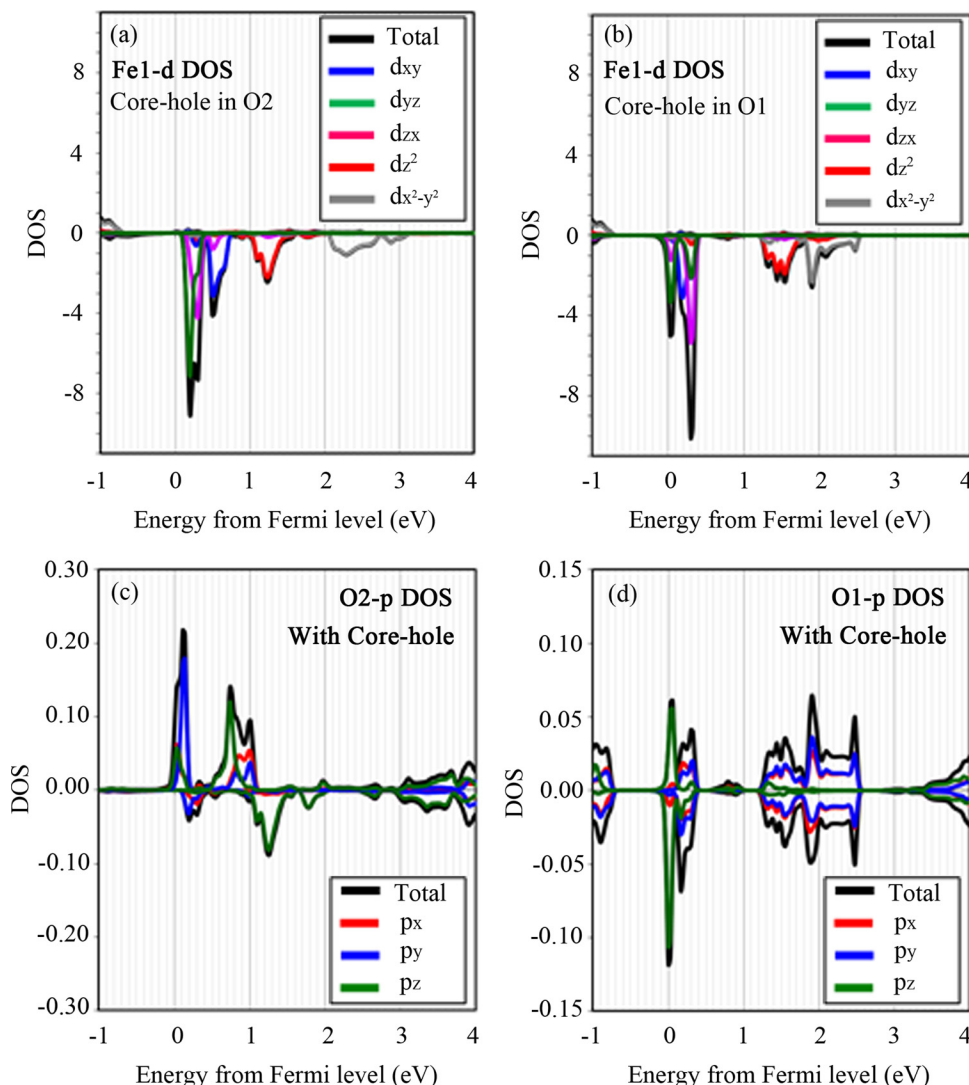 (a)
Fe1-d DOS
Core-hole in O2
Total
dxy
dyz
dzx
dz²
dx²-y²
8
4
0
-4
-8
DOS
-1 0 1 2 3 4
Energy from Fermi level (eV)
(b)
Fe1-d DOS
Core-hole in O1
Total
dxy
dyz
dzx
dz²
dx²-y²
8
4
0
-4
-8
DOS
-1 0 1 2 3 4
Energy from Fermi level (eV)
(c)
O2-p DOS
With Core-hole
0.30
0.20
0.10
0.00
-0.10
-0.20
-0.30
DOS
Total
px
py
pz
-1 0 1 2 3 4
Energy from Fermi level (eV)
(d)
O1-p DOS
With Core-hole
0.15
0.10
0.05
0.00
-0.05
-0.10
-0.15
DOS
Total
px
py
pz
-1 0 1 2 3 4
Energy from Fermi level (eV)